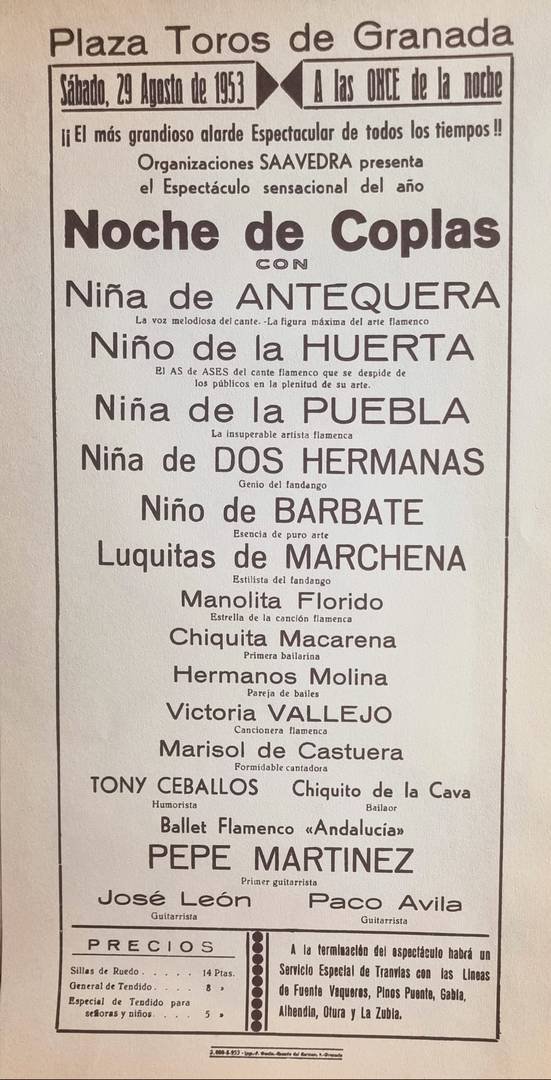 Plaza Toros de Granada
Sábado, 29 Agosto de 1953
A las ONCE de la noche
¡¡El más grandioso alarde Espectacular de todos los tiempos!!
Organizaciones SAAVEDRA presenta
el Espectáculo sensacional del año
Noche de Coplas
CON
Niña de ANTEQUERA
La voz melodiosa del cante. -La figura máxima del arte flamenco
Niño de la HUERTA
El AS de ASES del cante flamenco que se despide de
los públicos en la plenitud de su arte.
Niña de la PUEBLA
La insuperable artista flamenca
Niña de DOS HERMANAS
Genio del fandango
Niño de BARBATE
Esencia de puro arte
Luquitas de MARCHENA
Estilista del fandango
Manolita Florido
Estrella de la canción flamenca
Chiquita Macarena
Primera bailarina
Hermanos Molina
Pareja de bailes
Victoria VALLEJO
Cancionera flamenca
Marisol de Castuera
Formidable cantadora
TONY CEBALLOS
Humorista
Chiquito de la Cava
Bailaor
Ballet Flamenco «Andalucía»
PEPE MARTINEZ
Primer guitarrista
José León
Guitarrista
Paco Avila
Guitarrista
PRECIOS
Sillas de Ruedo . . . . . 14 Ptas.
General de Tendido . . . . 8 »
Especial de Tendido para
señoras y niños . . . . 5 »
A la terminación del espectáculo habrá un
Servicio Especial de Tranvías con las Lineas
de Fuente Vaqueros, Pinos Puente, Gabia,
Alhendin, Otura y La Zubia.